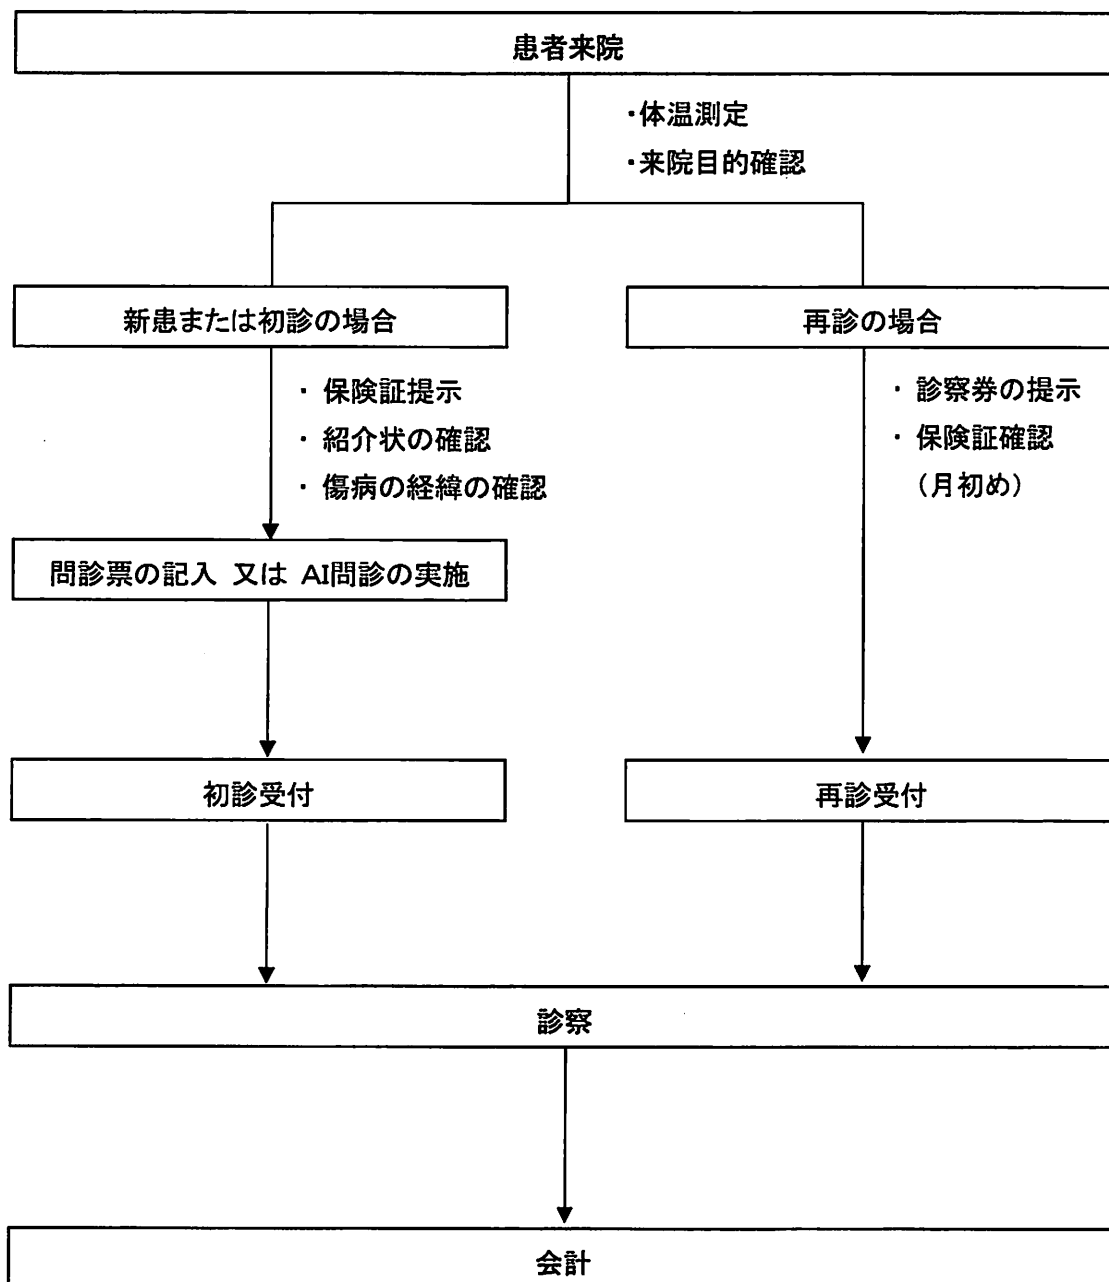 患者来院
・体温測定
・来院目的確認
新患または初診の場合
・ 保険証提示
・ 紹介状の確認
・ 傷病の経緯の確認
問診票の記入 又は AI問診の実施
初診受付
再診の場合
・ 診察券の提示
・ 保険証確認
（月初め）
再診受付
診察
会計